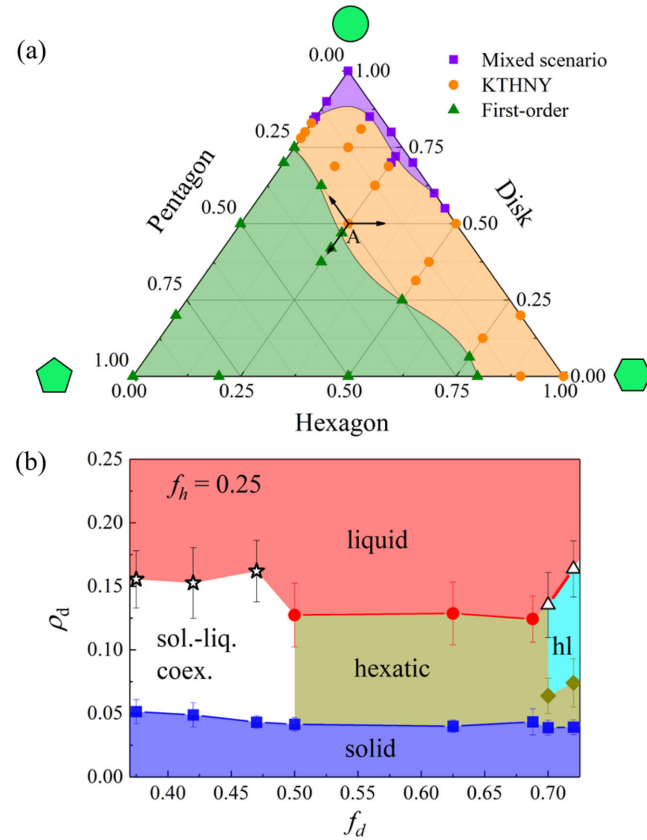 (a)
0.00
1.00
Mixed scenario
KTHNY
First-order
0.25
0.75
Pentagon
Disk
0.50
0.50
A
0.75
0.25
1.00
0.00
0.00
0.25
0.50
0.75
1.00
Hexagon
(b)
0.25
0.20
0.15
0.10
0.05
0.00
ρd
fh = 0.25
liquid
sol.-liq.
coex.
hexatic
hl
solid
0.40
0.45
0.50
0.55
0.60
0.65
0.70
fd